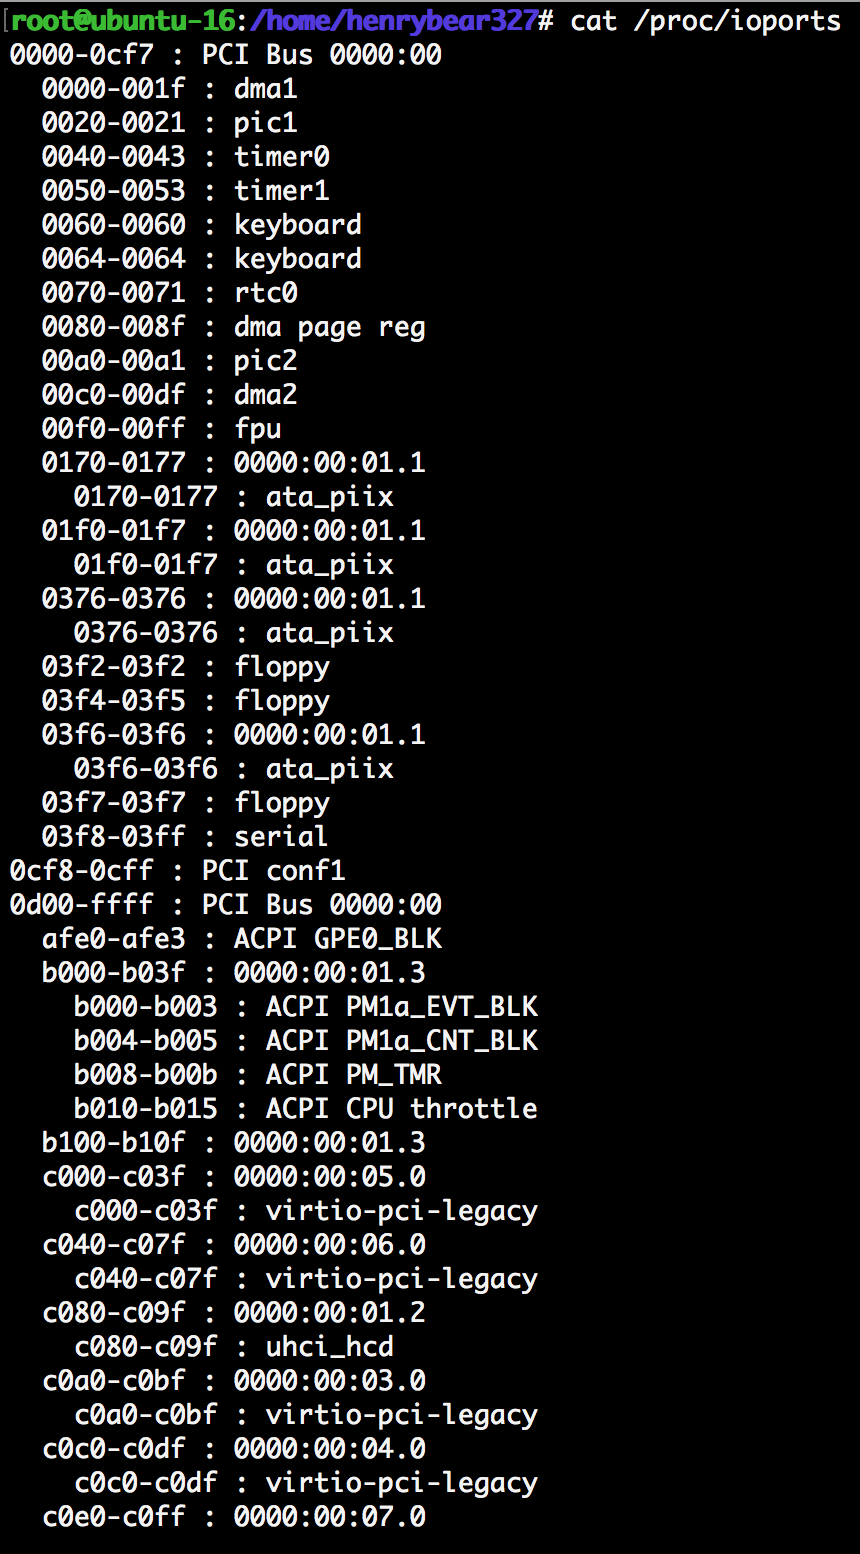 [root@ubuntu-16:/home/henrybear327# cat /proc/ioports
0000-0cf7 : PCI Bus 0000:00
  0000-001f : dma1
  0020-0021 : pic1
  0040-0043 : timer0
  0050-0053 : timer1
  0060-0060 : keyboard
  0064-0064 : keyboard
  0070-0071 : rtc0
  0080-008f : dma page reg
  00a0-00a1 : pic2
  00c0-00df : dma2
  00f0-00ff : fpu
  0170-0177 : 0000:00:01.1
    0170-0177 : ata_piix
  01f0-01f7 : 0000:00:01.1
    01f0-01f7 : ata_piix
  0376-0376 : 0000:00:01.1
    0376-0376 : ata_piix
  03f2-03f2 : floppy
  03f4-03f5 : floppy
  03f6-03f6 : 0000:00:01.1
    03f6-03f6 : ata_piix
  03f7-03f7 : floppy
  03f8-03ff : serial
0cf8-0cff : PCI conf1
0d00-ffff : PCI Bus 0000:00
  afe0-afe3 : ACPI GPE0_BLK
  b000-b03f : 0000:00:01.3
    b000-b003 : ACPI PM1a_EVT_BLK
    b004-b005 : ACPI PM1a_CNT_BLK
    b008-b00b : ACPI PM_TMR
    b010-b015 : ACPI CPU throttle
  b100-b10f : 0000:00:01.3
  c000-c03f : 0000:00:05.0
    c000-c03f : virtio-pci-legacy
  c040-c07f : 0000:00:06.0
    c040-c07f : virtio-pci-legacy
  c080-c09f : 0000:00:01.2
    c080-c09f : uhci_hcd
  c0a0-c0bf : 0000:00:03.0
    c0a0-c0bf : virtio-pci-legacy
  c0c0-c0df : 0000:00:04.0
    c0c0-c0df : virtio-pci-legacy
  c0e0-c0ff : 0000:00:07.0